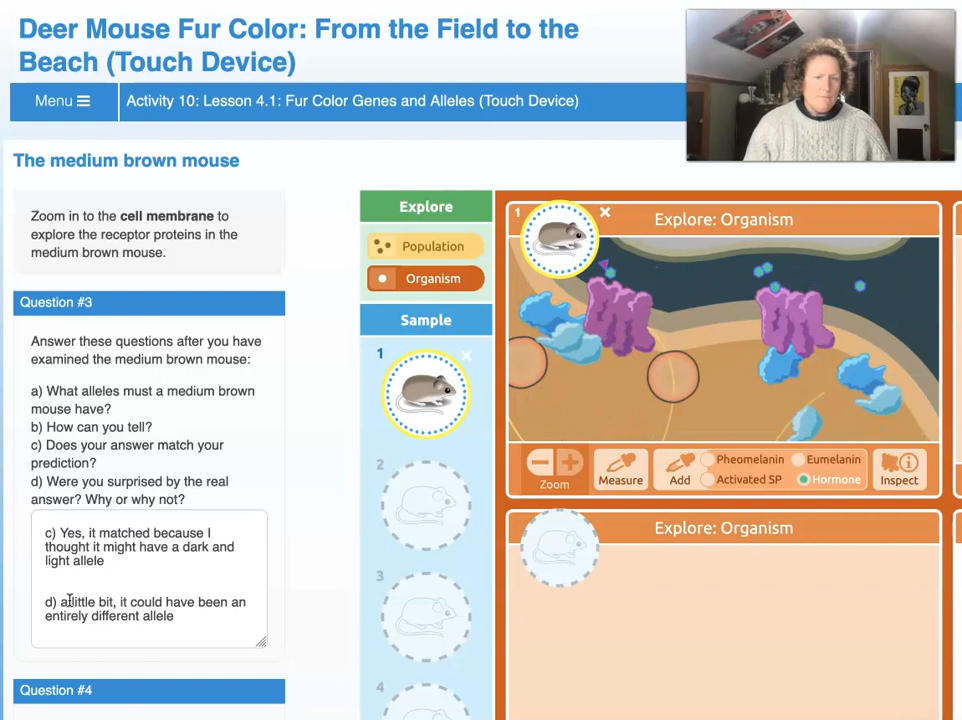 Deer Mouse Fur Color: From the Field to the
Beach (Touch Device)
Menu
Activity 10: Lesson 4.1: Fur Color Genes and Alleles (Touch Device)
The medium brown mouse
Zoom in to the cell membrane to
explore the receptor proteins in the
medium brown mouse.
Question #3
Answer these questions after you have
examined the medium brown mouse:
a) What alleles must a medium brown
mouse have?
b) How can you tell?
c) Does your answer match your
prediction?
d) Were you surprised by the real
answer? Why or why not?
c) Yes, it matched because I
thought it might have a dark and
light allele
d) a little bit, it could have been an
entirely different allele
Question #4
Explore
Population
Organism
Sample
1
2
3
4
1
Explore: Organism
Zoom
Measure
Add
Pheomelanin
Eumelanin
Activated SP
Hormone
Inspect
Explore: Organism